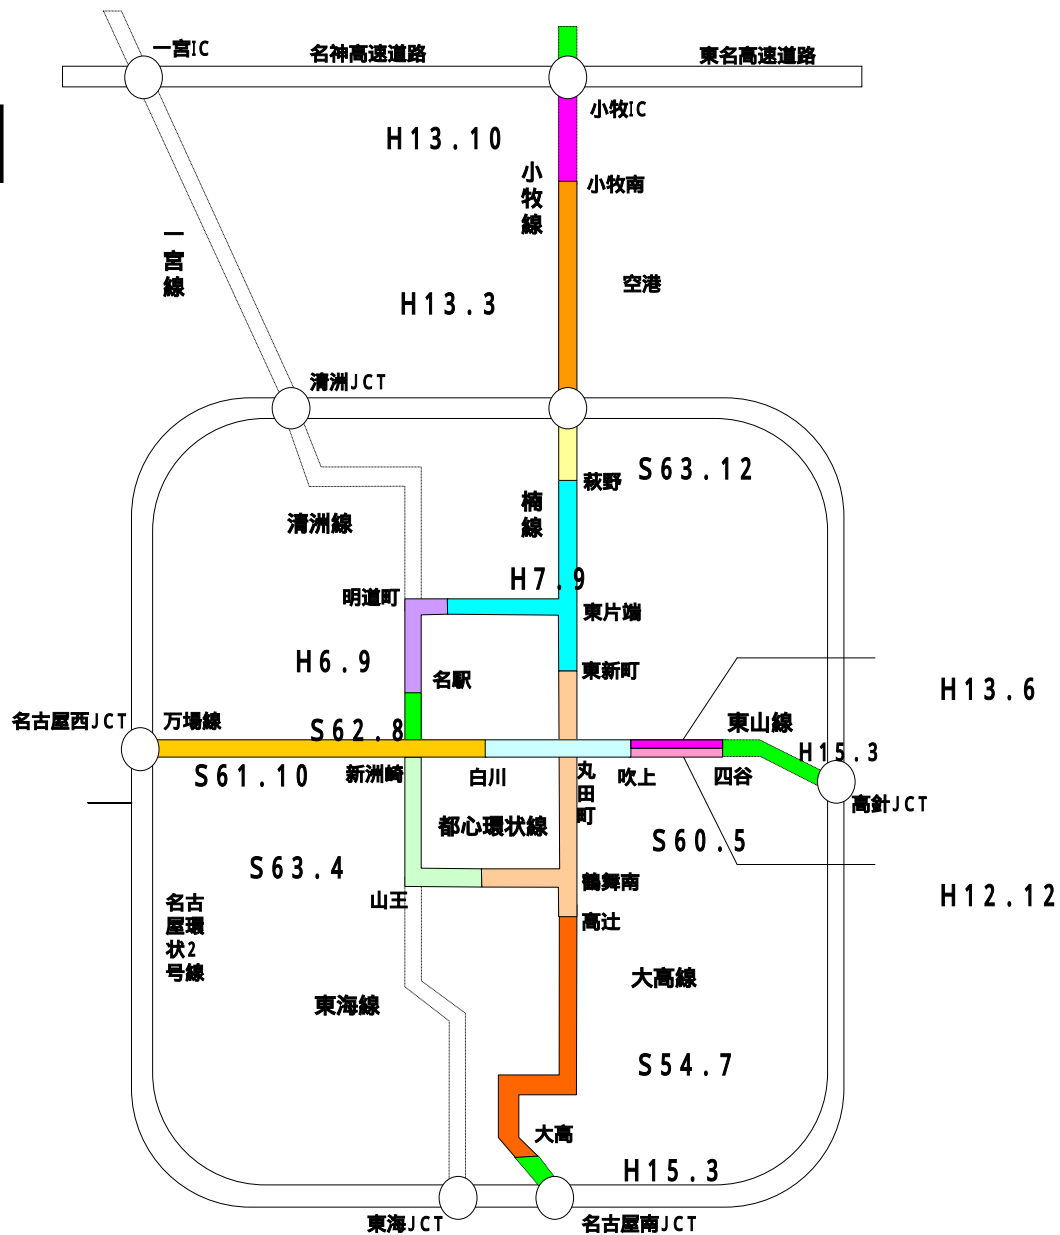 一宮IC
名神高速道路
東名高速道路
小牧IC
H13.10
小牧線
小牧南
一宮線
空港
H13.3
清洲JCT
S63.12
萩野
楠線
清洲線
H7.9
明道町
東片端
H6.9
名駅
東新町
H13.6
名古屋西JCT
万場線
S62.8
東山線
H15.3
S61.10
新洲崎
白川
丸田町
吹上
四谷
高針JCT
都心環状線
S60.5
S63.4
山王
鶴舞南
H12.12
名古
屋環
状2
号線
高辻
大高線
東海線
S54.7
大高
H15.3
東海JCT
名古屋南JCT